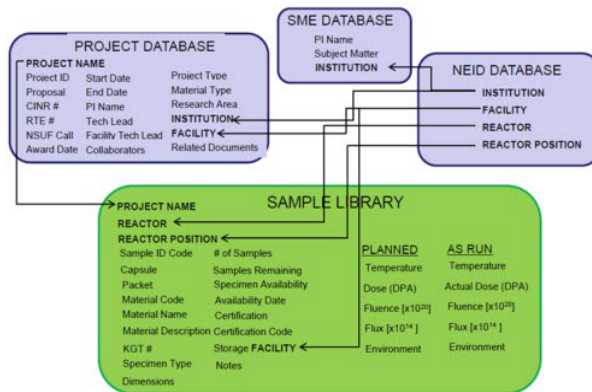 SME DATABASE
PI Name
Subject Matter
INSTITUTION
PROJECT DATABASE
PROJECT NAME
Project ID Start Date Project Type
Proposal End Date Material Type
CINR # PI Name Research Area
RTE # Tech Lead INSTITUTION
NSUF Call Facility Tech Lead FACILITY
Award Date Collaborators Related Documents
NEID DATABASE
INSTITUTION
FACILITY
REACTOR
REACTOR POSITION
SAMPLE LIBRARY
PROJECT NAME
REACTOR
REACTOR POSITION
Sample ID Code # of Samples
Capsule Samples Remaining
Packet Specimen Availability
Material Code Availability Date
Material Name Certification
Material Description Certification Code
KGT # Storage FACILITY
Specimen Type Notes
Dimensions
PLANNED AS RUN
Temperature Temperature
Dose (DPA) Actual Dose (DPA)
Fluence [x10²⁰] Fluence [x10²⁰]
Flux [x10¹⁴ ] Flux [x10¹⁴ ]
Environment Environment